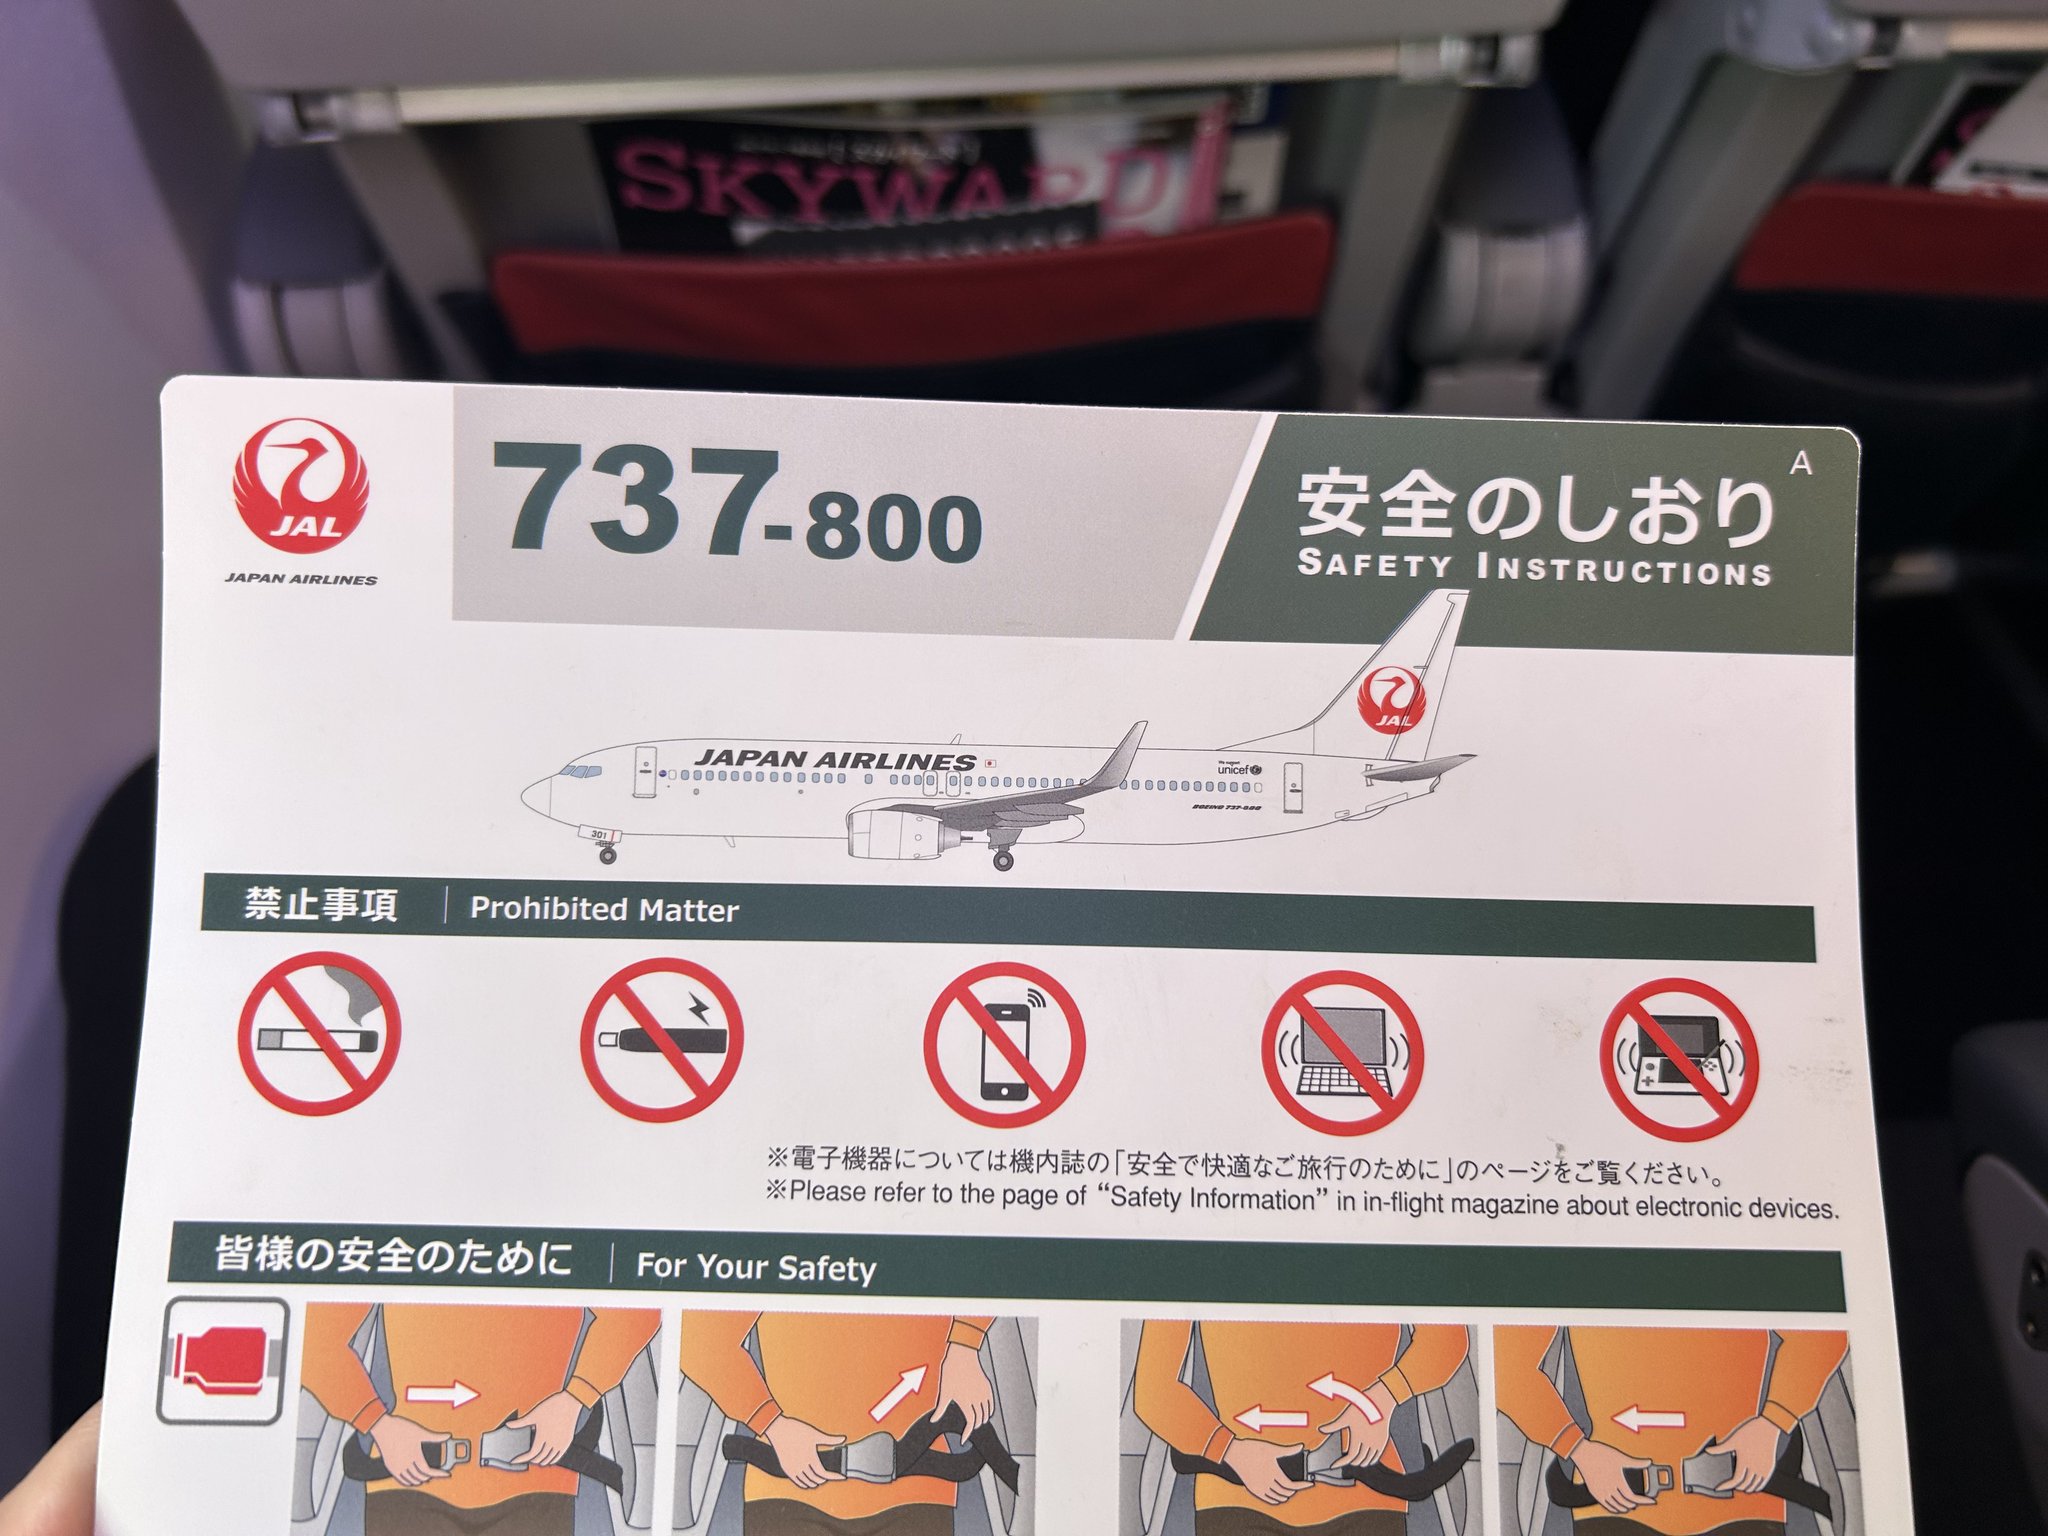 SKYWARD
JAL
JAPAN AIRLINES
737-800
A
安全のしおり
SAFETY INSTRUCTIONS
JAL
JAPAN AIRLINES
We support
unicef
BOEING 737-800
301
禁止事項 | Prohibited Matter
※電子機器については機内誌の「安全で快適なご旅行のために」のページをご覧ください。
※Please refer to the page of “Safety Information” in in-flight magazine about electronic devices.
皆様の安全のために | For Your Safety